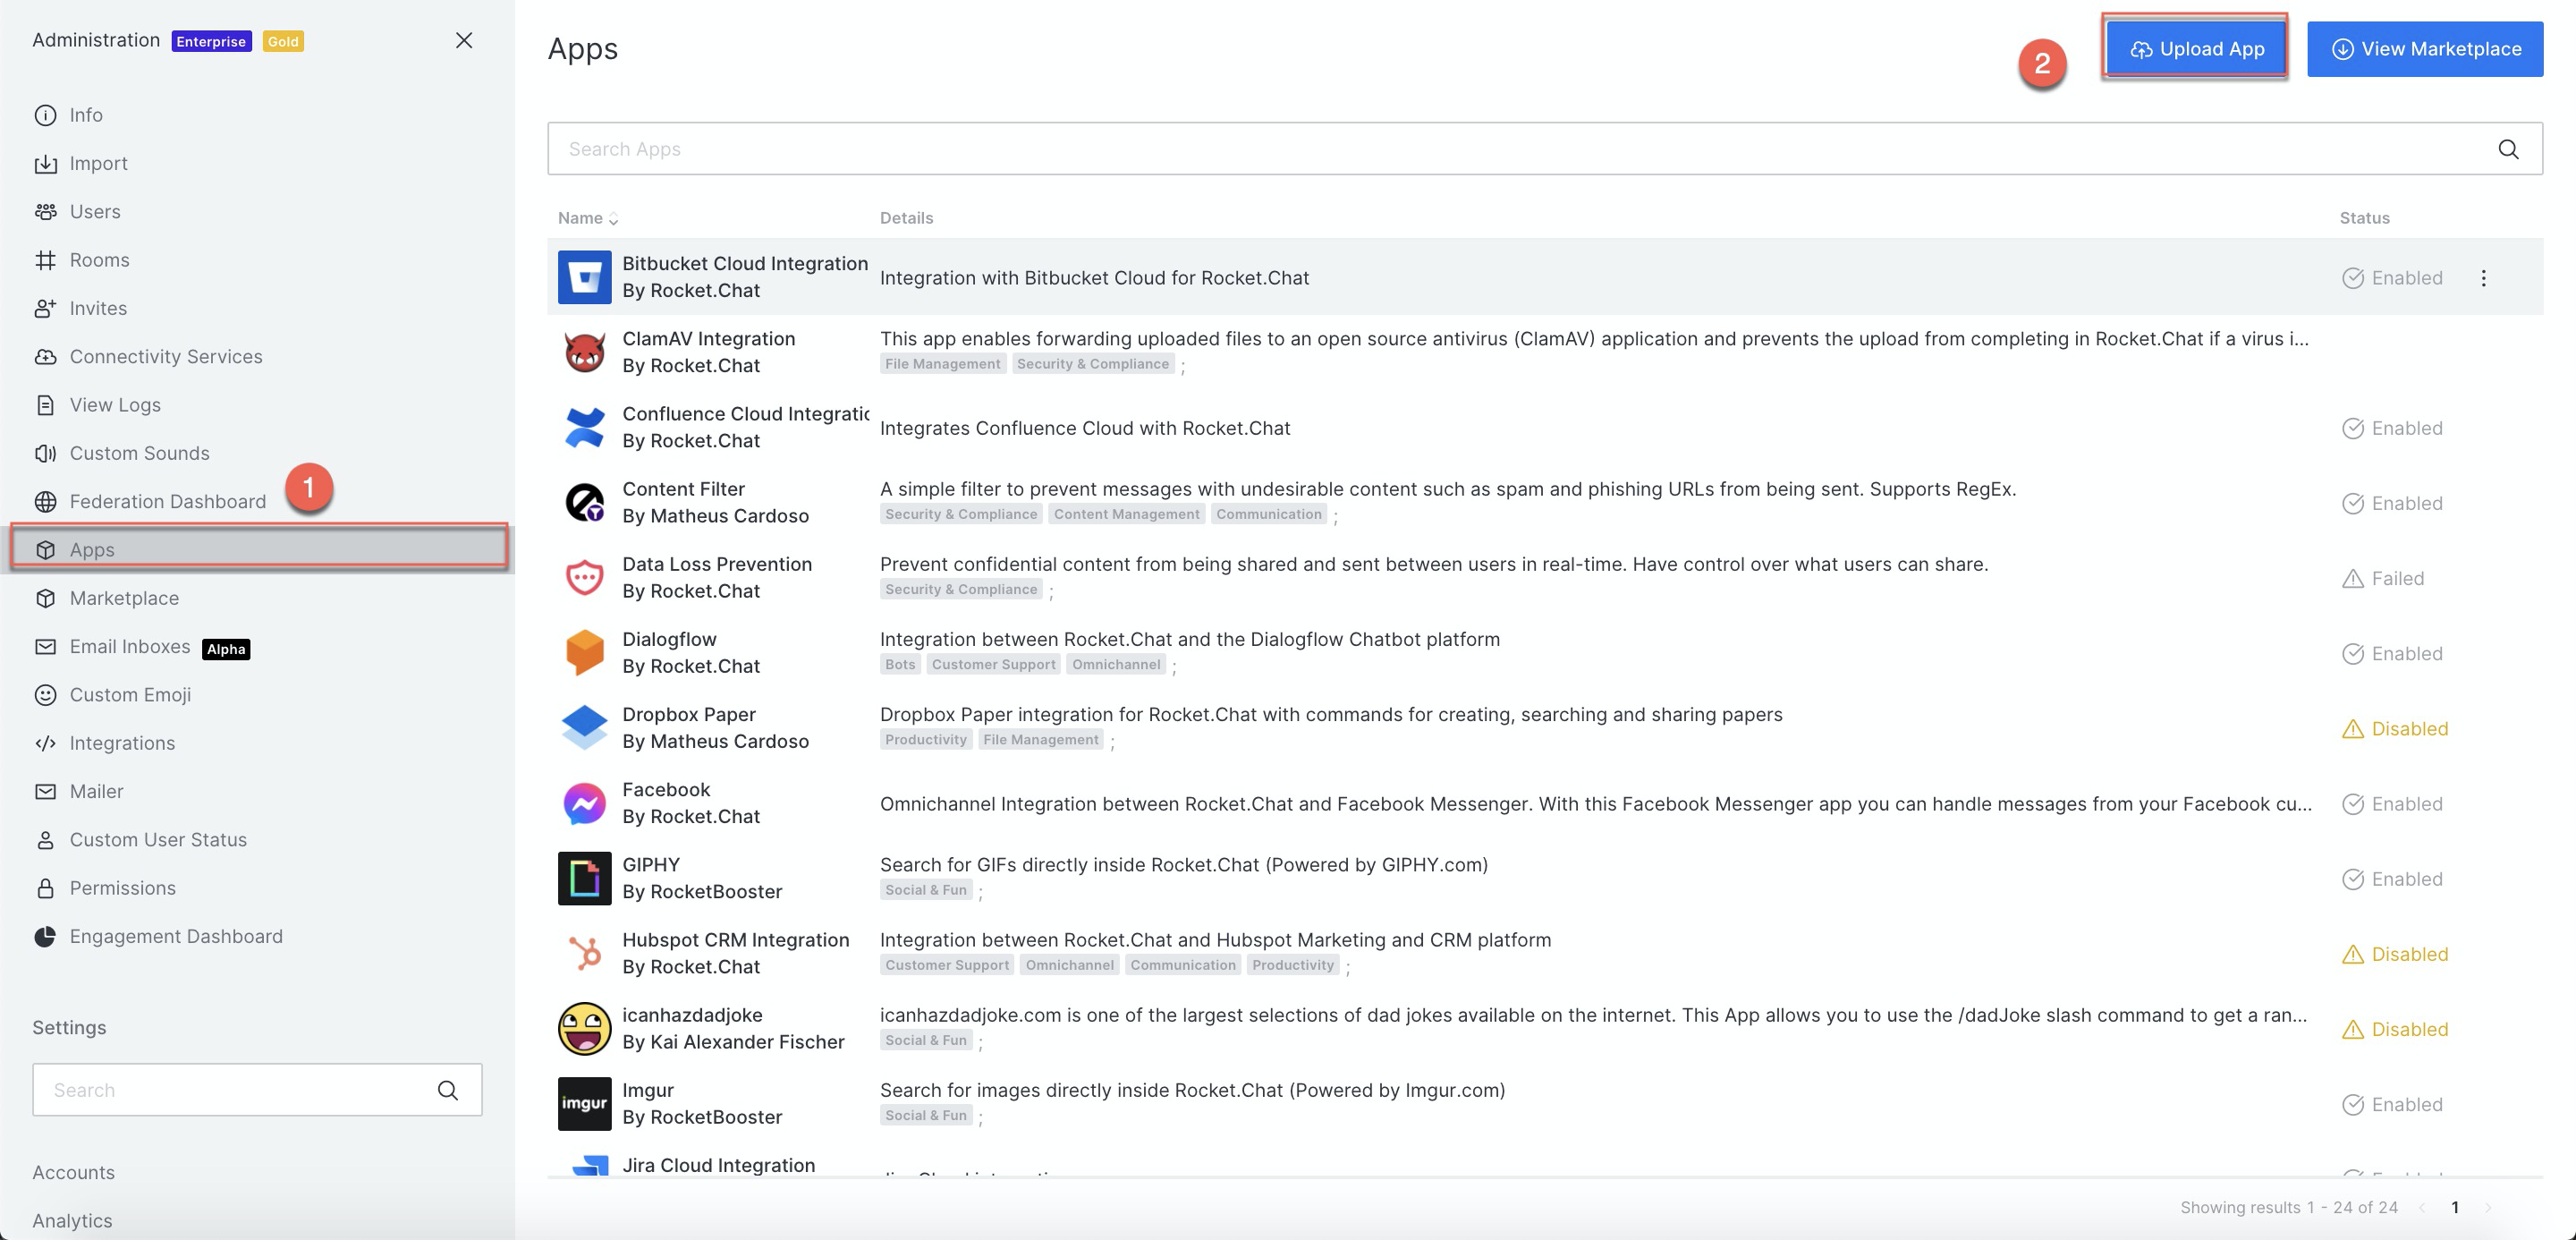 Administration Enterprise Gold
Info
Import
Users
Rooms
Invites
Connectivity Services
View Logs
Custom Sounds
Federation Dashboard
1
Apps
Marketplace
Email Inboxes Alpha
Custom Emoji
Integrations
Mailer
Custom User Status
Permissions
Engagement Dashboard
Settings
Search
Accounts
Analytics
Apps
2
Upload App
View Marketplace
Search Apps
Name Details Status
Bitbucket Cloud Integration
By Rocket.Chat
Integration with Bitbucket Cloud for Rocket.Chat
Enabled
ClamAV Integration
By Rocket.Chat
This app enables forwarding uploaded files to an open source antivirus (ClamAV) application and prevents the upload from completing in Rocket.Chat if a virus i...
File Management Security & Compliance ;
Confluence Cloud Integratic
By Rocket.Chat
Integrates Confluence Cloud with Rocket.Chat
Enabled
Content Filter
By Matheus Cardoso
A simple filter to prevent messages with undesirable content such as spam and phishing URLs from being sent. Supports RegEx.
Security & Compliance Content Management Communication ;
Enabled
Data Loss Prevention
By Rocket.Chat
Prevent confidential content from being shared and sent between users in real-time. Have control over what users can share.
Security & Compliance ;
Failed
Dialogflow
By Rocket.Chat
Integration between Rocket.Chat and the Dialogflow Chatbot platform
Bots Customer Support Omnichannel ;
Enabled
Dropbox Paper
By Matheus Cardoso
Dropbox Paper integration for Rocket.Chat with commands for creating, searching and sharing papers
Productivity File Management ;
Disabled
Facebook
By Rocket.Chat
Omnichannel Integration between Rocket.Chat and Facebook Messenger. With this Facebook Messenger app you can handle messages from your Facebook cu...
Enabled
GIPHY
By RocketBooster
Search for GIFs directly inside Rocket.Chat (Powered by GIPHY.com)
Social & Fun ;
Enabled
Hubspot CRM Integration
By Rocket.Chat
Integration between Rocket.Chat and Hubspot Marketing and CRM platform
Customer Support Omnichannel Communication Productivity ;
Disabled
icanhazdadjoke
By Kai Alexander Fischer
icanhazdadjoke.com is one of the largest selections of dad jokes available on the internet. This App allows you to use the /dadJoke slash command to get a ran...
Social & Fun ;
Disabled
imgur
Imgur
By RocketBooster
Search for images directly inside Rocket.Chat (Powered by Imgur.com)
Social & Fun ;
Enabled
Jira Cloud Integration
Showing results 1 - 24 of 24 1